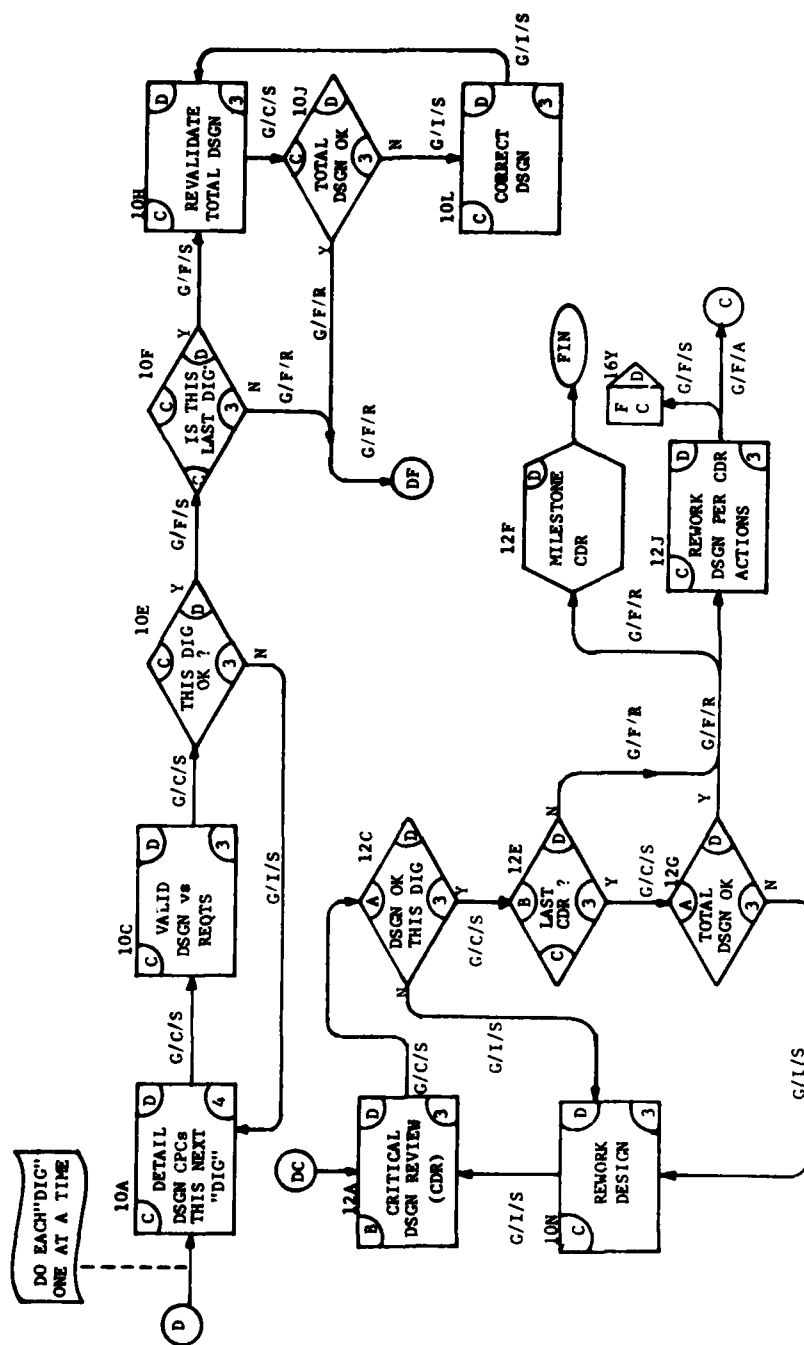 DO EACH"DIG"
ONE AT A TIME
D
10A
C
D
DETAIL
DSGN CPCs
THIS NEXT
"DIG"
4
G/C/S
10C
C
D
VALID
DSGN vs
REQTS
3
G/C/S
10E
C
D
THIS DIG
OK ?
3
Y
N
G/I/S
G/F/S
10F
C
C
D
IS THIS
LAST DIG"
3
Y
N
G/F/R
G/F/S
10H
C
D
REVALIDATE
TOTAL DSGN
3
G/C/S
10J
C
D
TOTAL
DSGN OK
3
Y
N
G/F/R
G/F/R
DF
G/I/S
10L
C
D
CORRECT
DSGN
3
G/I/S
DC
12A
B
D
CRITICAL
DSGN REVIEW
(CDR)
3
G/C/S
12C
A
D
DSGN OK
THIS DIG
3
N
Y
G/I/S
G/C/S
10N
C
D
REWORK
DESIGN
3
G/I/S
12E
B
C
D
LAST
CDR ?
3
N
Y
G/F/R
G/C/S
12G
A
D
TOTAL
DSGN OK
3
Y
N
G/I/S
G/F/R
G/F/R
12F
D
MILESTONE
CDR
FIN
12J
C
D
REWORK
DSGN PER CDR
ACTIONS
3
16Y
F
C
D
G/F/S
G/F/A
C